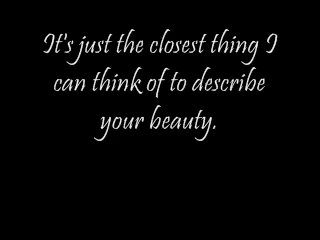 It's just the closest thing I
can think of to describe
your beauty.